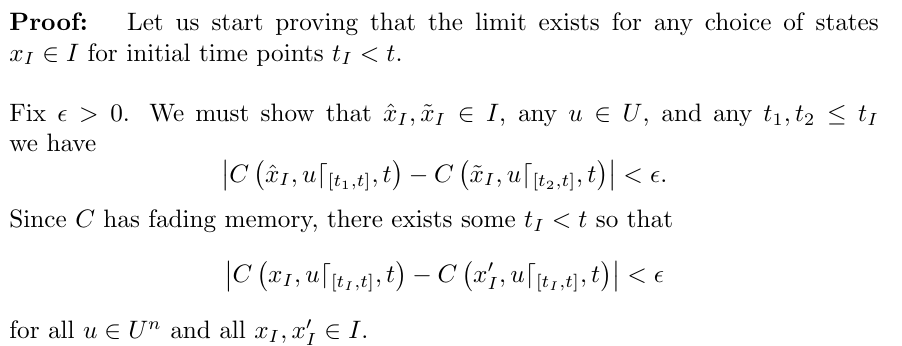 Proof: Let us start proving that the limit exists for any choice of states
x_I ∈ I for initial time points t_I < t.
Fix ϵ > 0. We must show that x̂_I, x̃_I ∈ I, any u ∈ U, and any t_1, t_2 ≤ t_I
we have
|C (x̂_I, u⌈_{[t_1,t]}, t) − C (x̃_I, u⌈_{[t_2,t]}, t)| < ϵ.
Since C has fading memory, there exists some t_I < t so that
|C (x_I, u⌈_{[t_I,t]}, t) − C (x'_I, u⌈_{[t_I,t]}, t)| < ϵ
for all u ∈ U^n and all x_I, x'_I ∈ I.